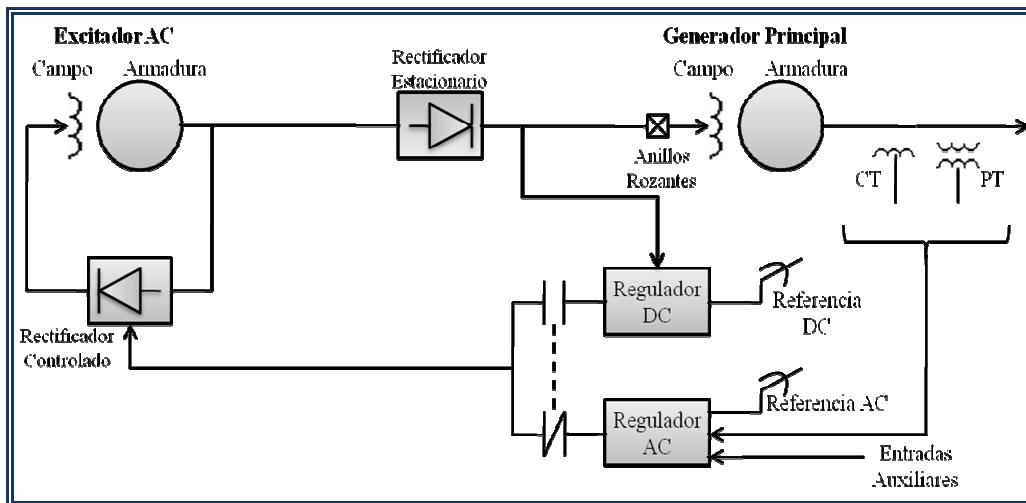 Excitador AC
Campo
Armadura
Rectificador
Estacionario
Generador Principal
Campo
Armadura
Anillos
Rozantes
CT
PT
Rectificador
Controlado
Regulador
DC
Referencia
DC
Regulador
AC
Referencia AC
Entradas
Auxiliares